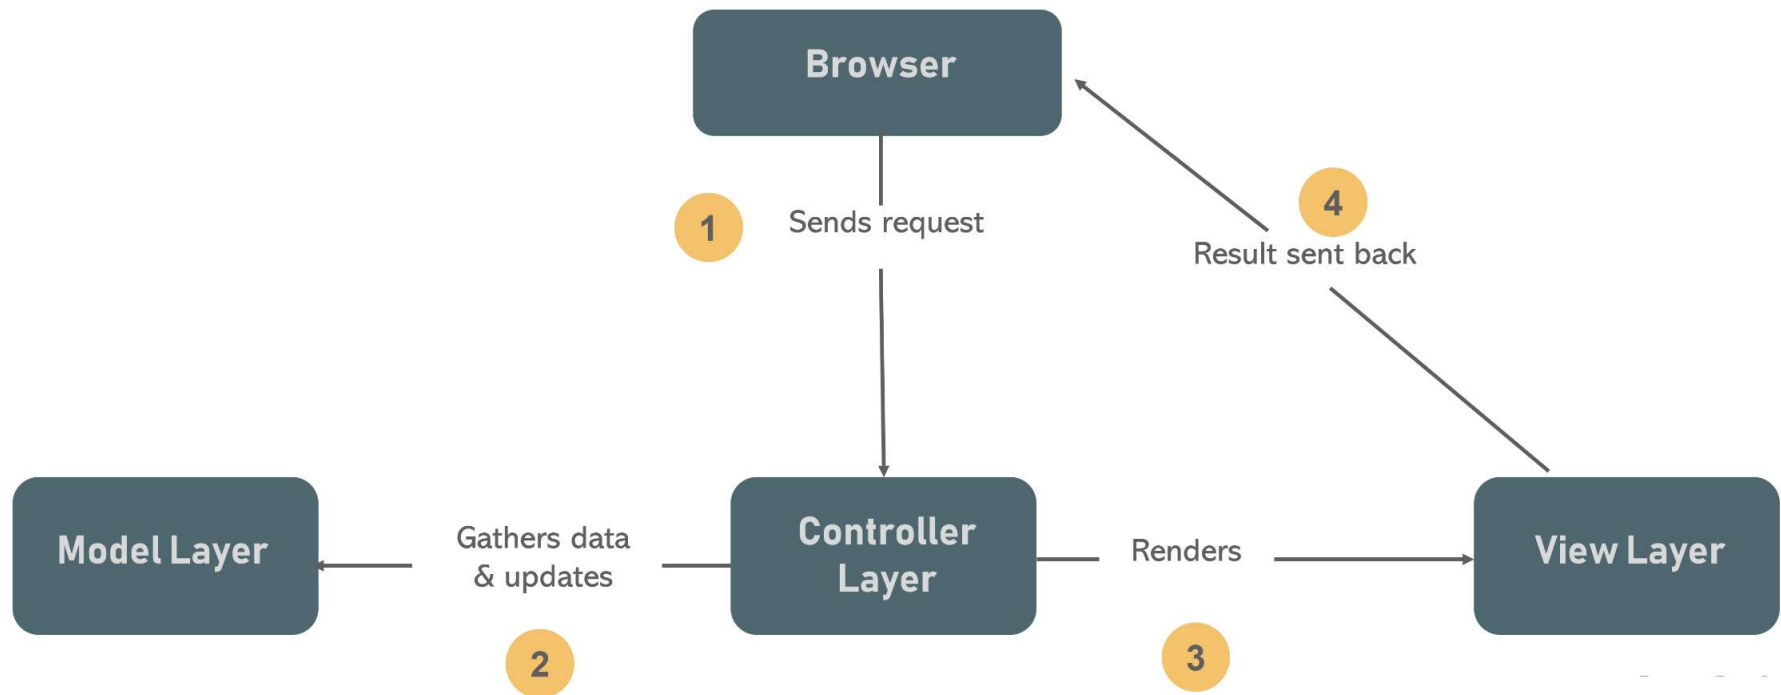 Browser
1
Sends request
4
Result sent back
Model Layer
Gathers data
& updates
2
Controller
Layer
Renders
3
View Layer